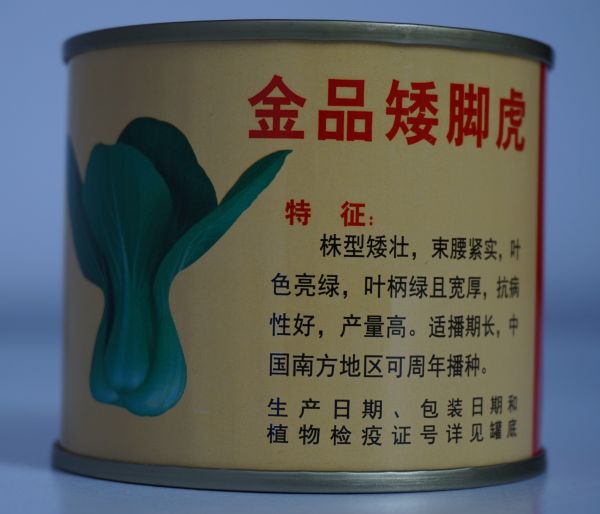 金品矮脚虎
特征：
株型矮壮，束腰紧实，叶
色亮绿，叶柄绿且宽厚，抗病
性好，产量高。适播期长，中
国南方地区可周年播种。
生产日期、包装日期和
植物检疫证号详见罐底